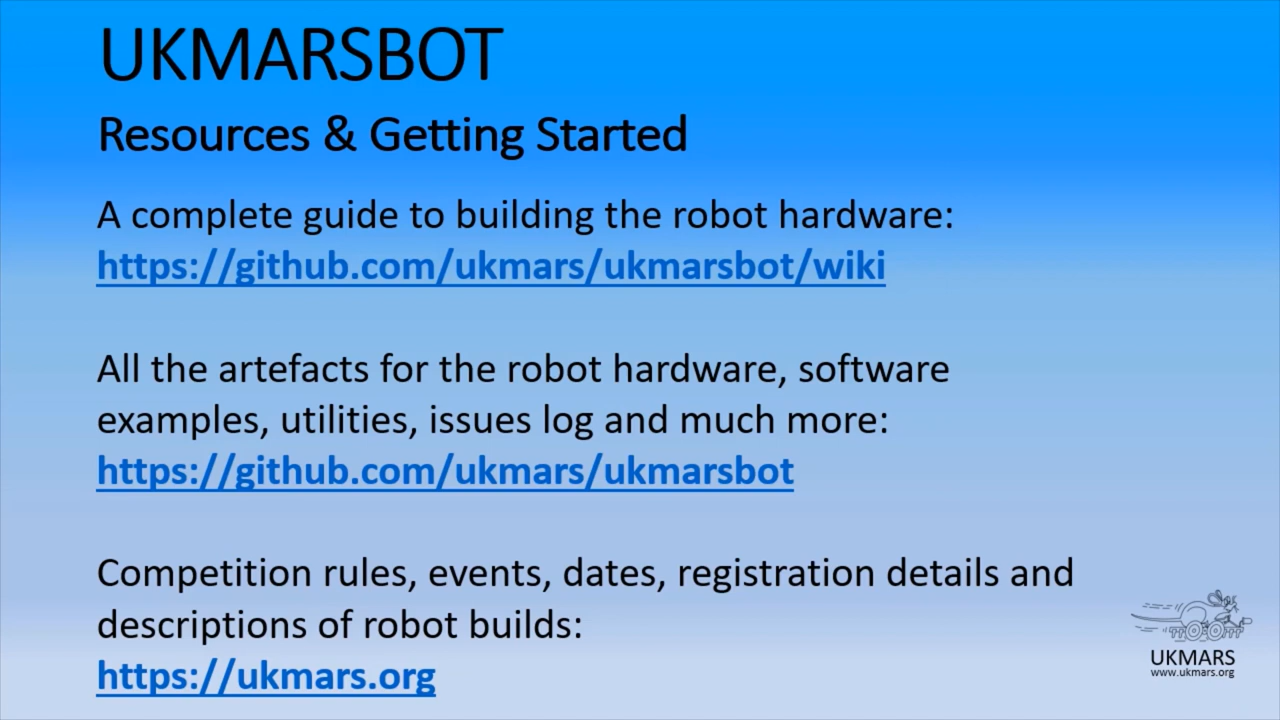 UKMARSBOT
Resources & Getting Started
A complete guide to building the robot hardware:
https://github.com/ukmars/ukmarsbot/wiki
All the artefacts for the robot hardware, software
examples, utilities, issues log and much more:
https://github.com/ukmars/ukmarsbot
Competition rules, events, dates, registration details and
descriptions of robot builds:
https://ukmars.org
UKMARS
www.ukmars.org